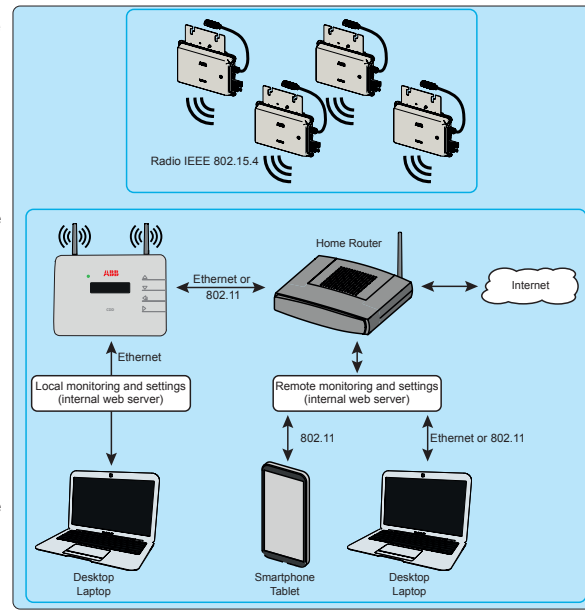 Radio IEEE 802.15.4
Home Router
ABB
Ethernet or
802.11
Internet
Ethernet
Local monitoring and settings
(internal web server)
Remote monitoring and settings
(internal web server)
802.11
Ethernet or 802.11
Desktop
Laptop
Smartphone
Tablet
Desktop
Laptop